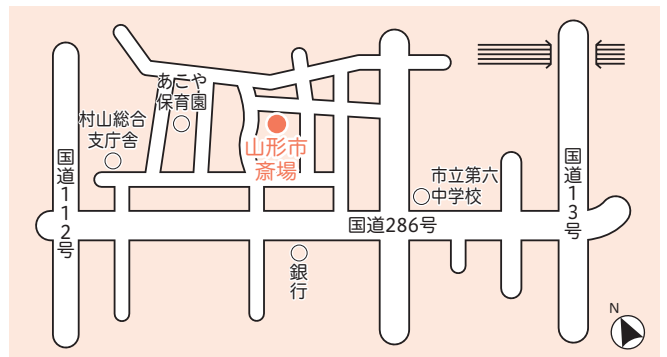 あこや
保育園
村山総合
支庁舎
山形市
斎場
国道112号
市立第六
中学校
国道13号
国道286号
銀行
N